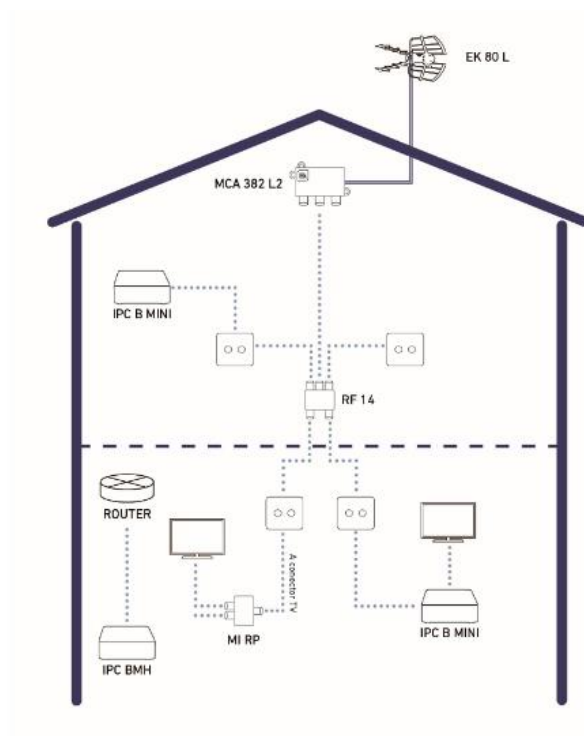 EK 80 L
MCA 382 L2
IPC B MINI
RF 14
ROUTER
A conector TV
MI RP
IPC B MINI
IPC BMH